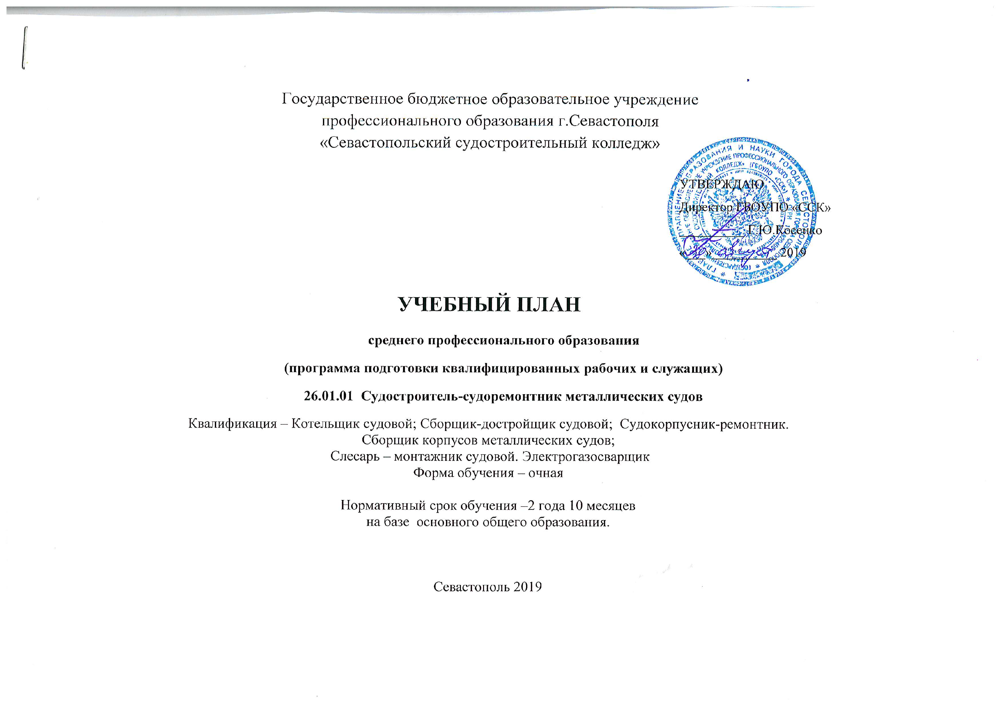 Государственное бюджетное образовательное учреждение
профессионального образования г.Севастополя
«Севастопольский судостроительный колледж»
УТВЕРЖДАЮ
Директор ГБОУПО «ССК»
Г.Ю.Косенко
«30» август 2019
УЧЕБНЫЙ ПЛАН
среднего профессионального образования
(программа подготовки квалифицированных рабочих и служащих)
26.01.01 Судостроитель-судоремонтник металлических судов
Квалификация – Котельщик судовой; Сборщик-достройщик судовой; Судокорпусник-ремонтник.
Сборщик корпусов металлических судов;
Слесарь – монтажник судовой. Электрогазосварщик
Форма обучения – очная
Нормативный срок обучения –2 года 10 месяцев
на базе основного общего образования.
Севастополь 2019